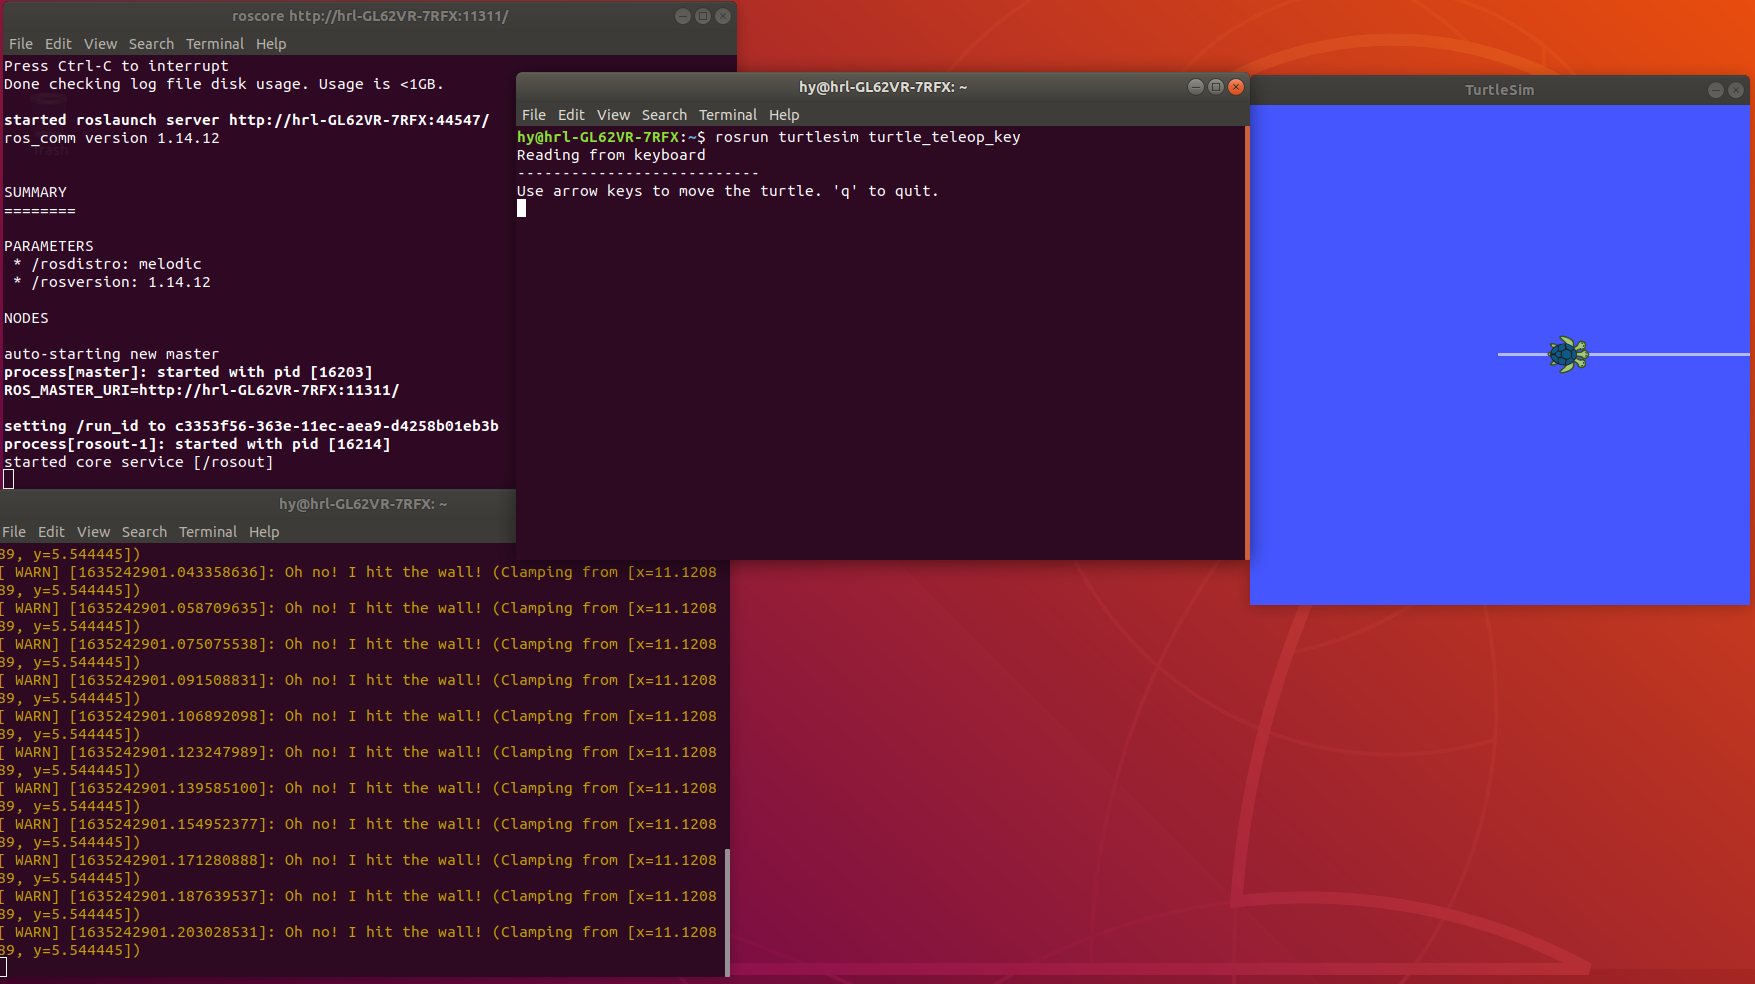 roscore http://hrl-GL62VR-7RFX:11311/
File Edit View Search Terminal Help
Press Ctrl-C to interrupt
Done checking log file disk usage. Usage is <1GB.
started roslaunch server http://hrl-GL62VR-7RFX:44547/
ros_comm version 1.14.12
SUMMARY
========
PARAMETERS
* /rosdistro: melodic
* /rosversion: 1.14.12
NODES
auto-starting new master
process[master]: started with pid [16203]
ROS_MASTER_URI=http://hrl-GL62VR-7RFX:11311/
setting /run_id to c3353f56-363e-11ec-aea9-d4258b01eb3b
process[rosout-1]: started with pid [16214]
started core service [/rosout]
hy@hrl-GL62VR-7RFX: ~
File Edit View Search Terminal Help
hy@hrl-GL62VR-7RFX:~$ rosrun turtlesim turtle_teleop_key
Reading from keyboard
---------------------------
Use arrow keys to move the turtle. 'q' to quit.
TurtleSim
hy@hrl-GL62VR-7RFX: ~
File Edit View Search Terminal Help
89, y=5.544445])
[ WARN] [1635242901.043358636]: Oh no! I hit the wall! (Clamping from [x=11.1208
89, y=5.544445])
[ WARN] [1635242901.058709635]: Oh no! I hit the wall! (Clamping from [x=11.1208
89, y=5.544445])
[ WARN] [1635242901.075075538]: Oh no! I hit the wall! (Clamping from [x=11.1208
89, y=5.544445])
[ WARN] [1635242901.091508831]: Oh no! I hit the wall! (Clamping from [x=11.1208
89, y=5.544445])
[ WARN] [1635242901.106892098]: Oh no! I hit the wall! (Clamping from [x=11.1208
89, y=5.544445])
[ WARN] [1635242901.123247989]: Oh no! I hit the wall! (Clamping from [x=11.1208
89, y=5.544445])
[ WARN] [1635242901.139585100]: Oh no! I hit the wall! (Clamping from [x=11.1208
89, y=5.544445])
[ WARN] [1635242901.154952377]: Oh no! I hit the wall! (Clamping from [x=11.1208
89, y=5.544445])
[ WARN] [1635242901.171280888]: Oh no! I hit the wall! (Clamping from [x=11.1208
89, y=5.544445])
[ WARN] [1635242901.187639537]: Oh no! I hit the wall! (Clamping from [x=11.1208
89, y=5.544445])
[ WARN] [1635242901.203028531]: Oh no! I hit the wall! (Clamping from [x=11.1208
89, y=5.544445])